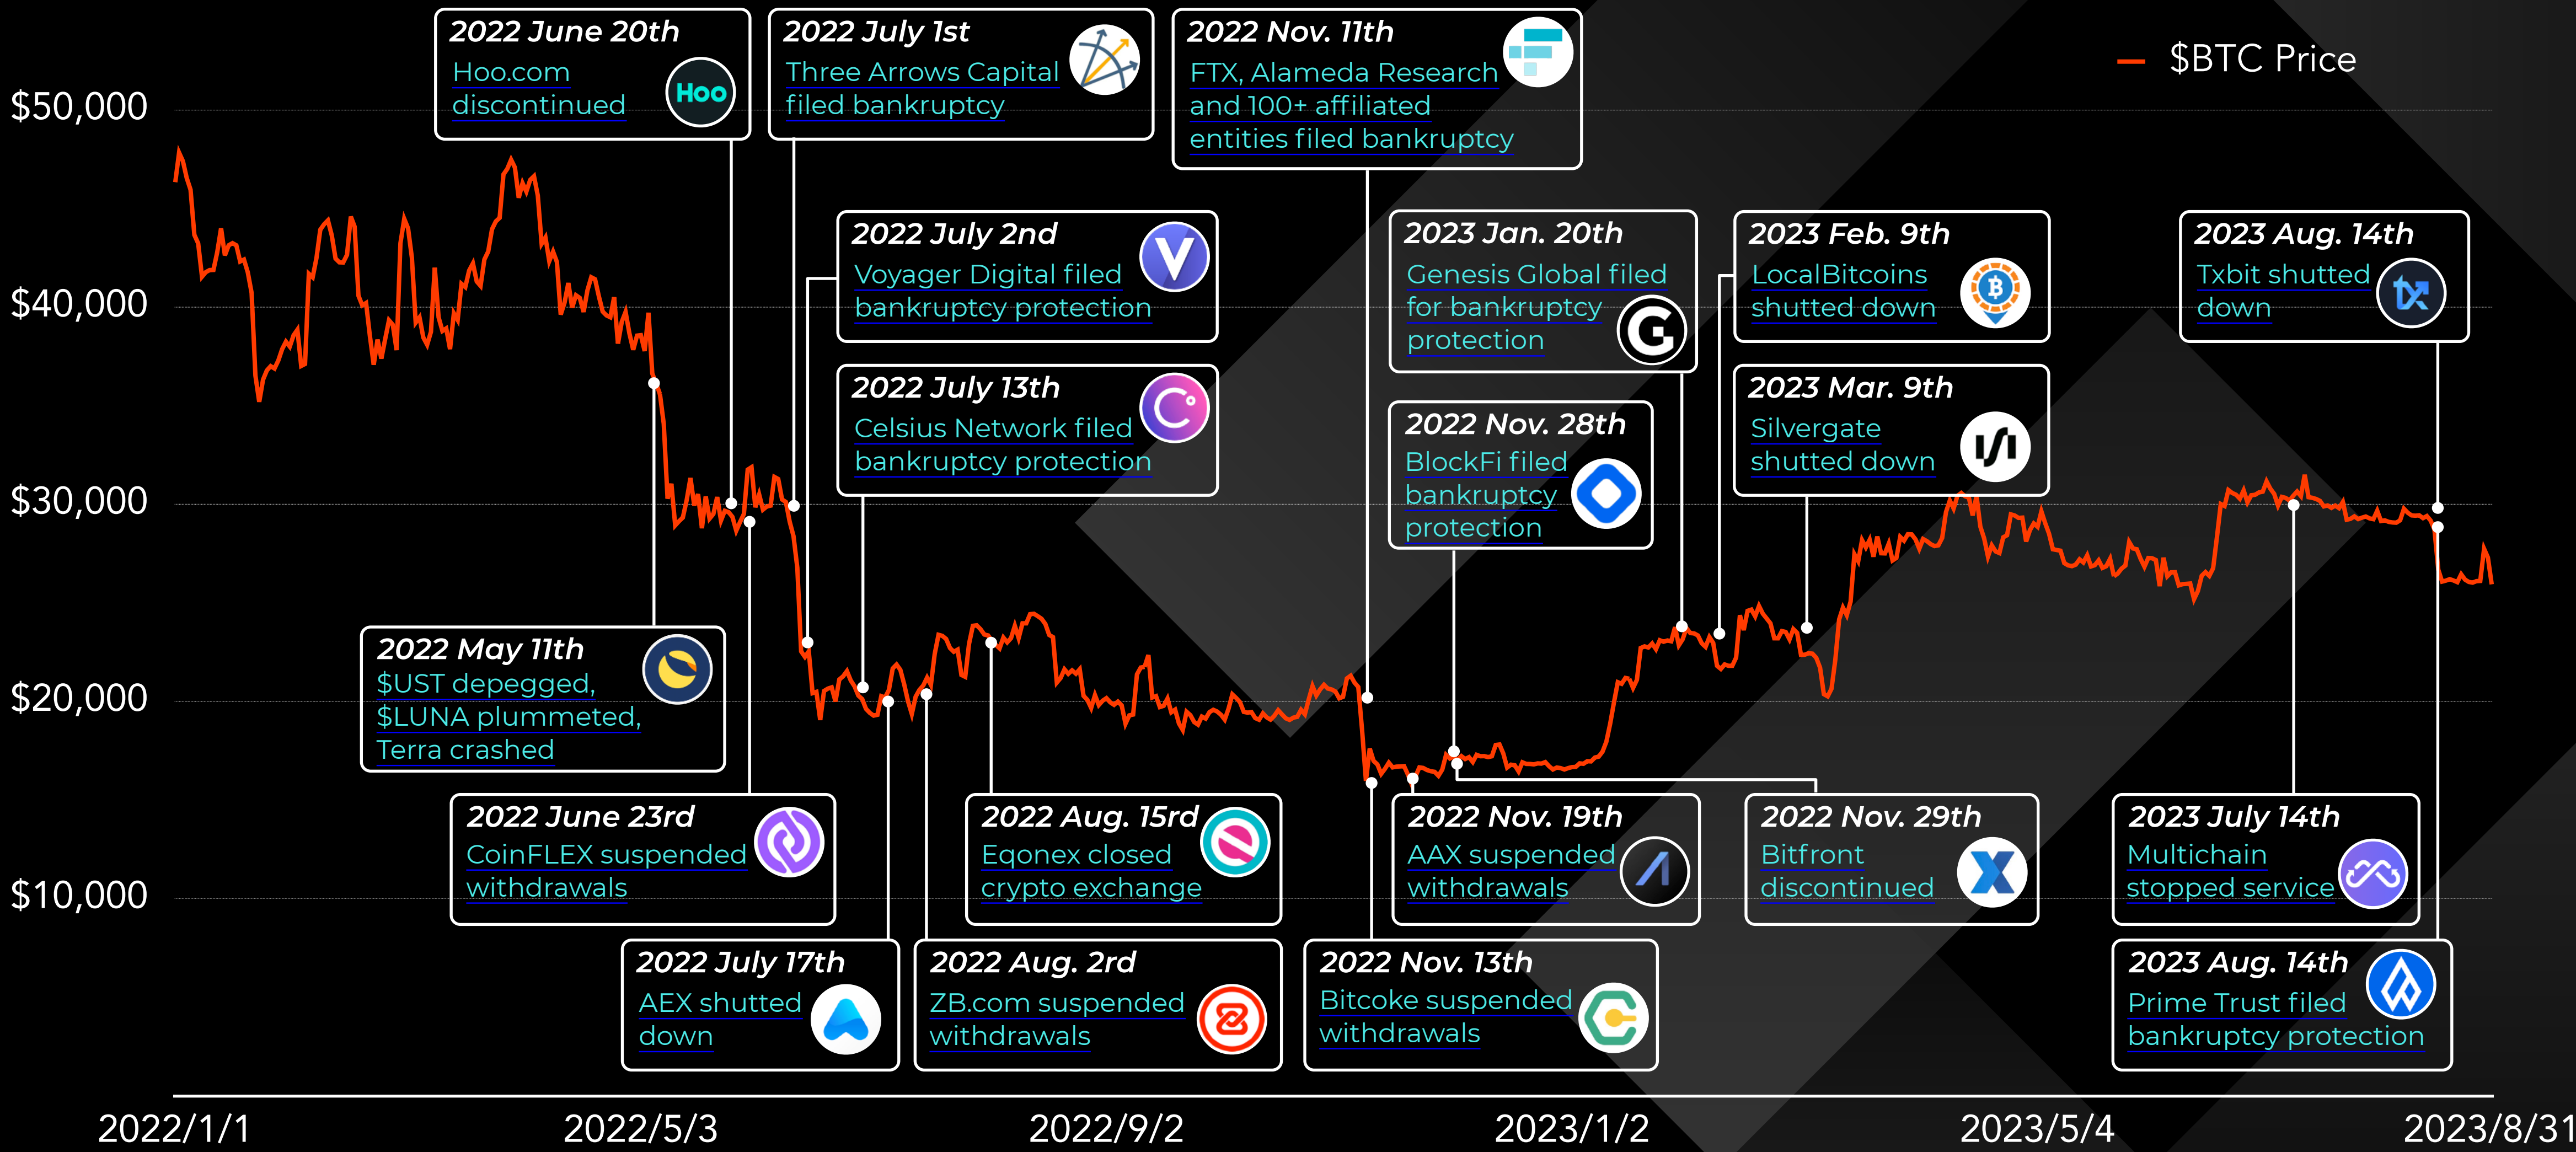 2022 June 20th
Hoo.com
discontinued
Hoo
2022 July 1st
Three Arrows Capital
filed bankruptcy
2022 Nov. 11th
FTX, Alameda Research
and 100+ affiliated
entities filed bankruptcy
$BTC Price
$50,000
$40,000
$30,000
$20,000
$10,000
2022 July 2nd
Voyager Digital filed
bankruptcy protection
2022 July 13th
Celsius Network filed
bankruptcy protection
2023 Jan. 20th
Genesis Global filed
for bankruptcy
protection
2022 Nov. 28th
BlockFi filed
bankruptcy
protection
2023 Feb. 9th
LocalBitcoins
shutted down
2023 Mar. 9th
Silvergate
shutted down
2023 Aug. 14th
Txbit shutted
down
tx
2022 May 11th
$UST depegged,
$LUNA plummeted,
Terra crashed
2022 June 23rd
CoinFLEX suspended
withdrawals
2022 Aug. 15rd
Eqonex closed
crypto exchange
2022 Nov. 19th
AAX suspended
withdrawals
2022 Nov. 29th
Bitfront
discontinued
2023 July 14th
Multichain
stopped service
2022 July 17th
AEX shutted
down
2022 Aug. 2rd
ZB.com suspended
withdrawals
2022 Nov. 13th
Bitcoke suspended
withdrawals
2023 Aug. 14th
Prime Trust filed
bankruptcy protection
2022/1/1
2022/5/3
2022/9/2
2023/1/2
2023/5/4
2023/8/31